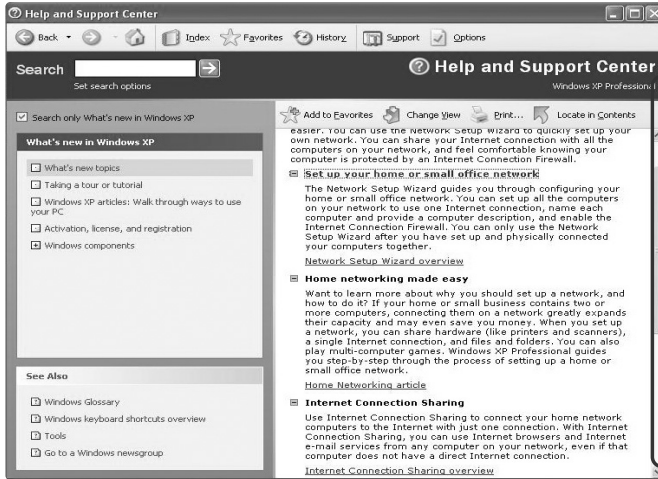 Help and Support Center
Back
Index
Favorites
History
Support
Options
Search
Set search options
Help and Support Center
Windows XP Professional
Search only What's new in Windows XP
What's new in Windows XP
What's new topics
Taking a tour or tutorial
Windows XP articles: Walk through ways to use
your PC
Activation, license, and registration
Windows components
See Also
Windows Glossary
Windows keyboard shortcuts overview
Tools
Go to a Windows newsgroup
Add to Favorites
Change View
Print...
Locate in Contents
easier. You can use the Network Setup Wizard to quickly set up your
own network. You can share your Internet connection with all the
computers on your network, and feel comfortable knowing your
computer is protected by an Internet Connection Firewall.
Set up your home or small office network
The Network Setup Wizard guides you through configuring your
home or small office network. You can set up all the computers
on your network to use one Internet connection, name each
computer and provide a computer description, and enable the
Internet Connection Firewall. You can only use the Network
Setup Wizard after you have set up and physically connected
your computers together.
Network Setup Wizard overview
Home networking made easy
Want to learn more about why you should set up a network, and
how to do it? If your home or small business contains two or
more computers, connecting them on a network greatly expands
their capacity and may even save you money. When you set up
a network, you can share hardware (like printers and scanners),
a single Internet connection, and files and folders. You can also
play multi-computer games. Windows XP Professional guides
you step-by-step through the process of setting up a home or
small office network.
Home Networking article
Internet Connection Sharing
Use Internet Connection Sharing to connect your home network
computers to the Internet with just one connection. With Internet
Connection Sharing, you can use Internet browsers and Internet
e-mail services from any computer on your network, even if that
computer does not have a direct Internet connection.
Internet Connection Sharing overview